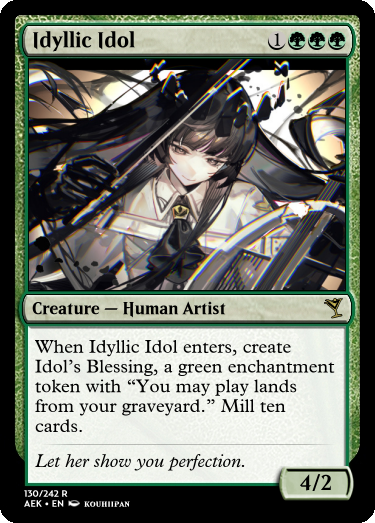 Idyllic Idol 1
Creature — Human Artist
When Idyllic Idol enters, create
Idol's Blessing, a green enchantment
token with “You may play lands
from your graveyard.” Mill ten
cards.
Let her show you perfection.
4/2
130/242 R
AEK • EN KOUHIIPAN